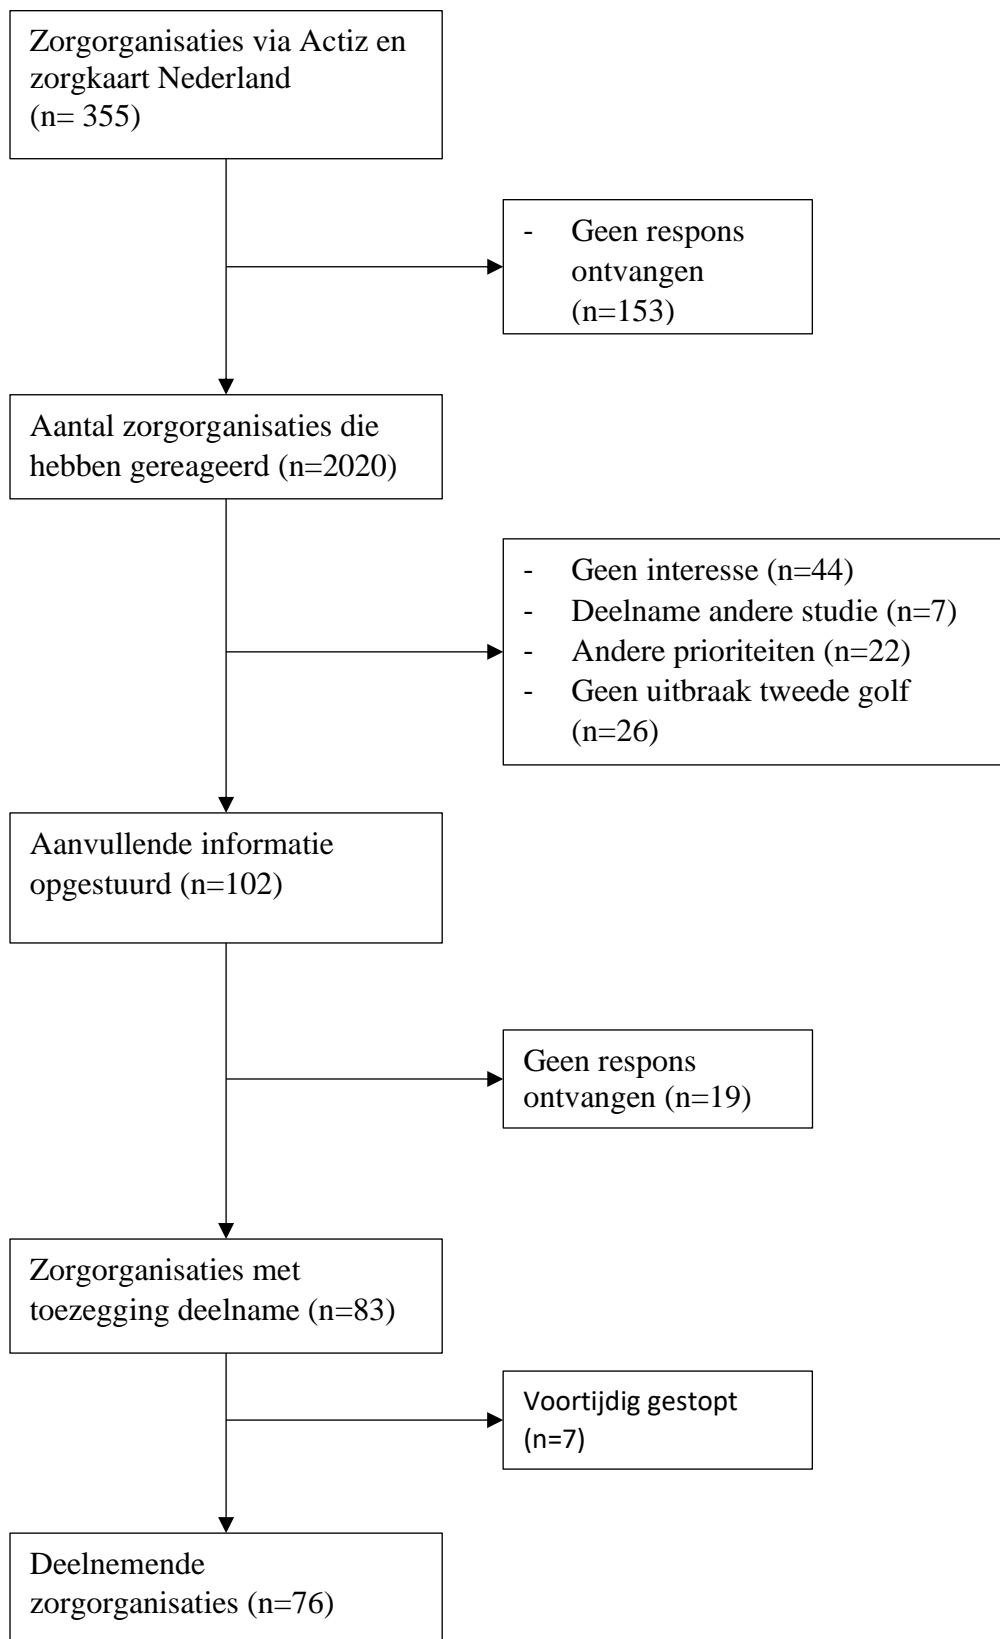 Zorgorganisaties via Actiz en
zorgkaart Nederland
(n= 355)
- Geen respons
ontvangen
(n=153)
Aantal zorgorganisaties die
hebben gereageerd (n=2020)
- Geen interesse (n=44)
- Deelname andere studie (n=7)
- Andere prioriteiten (n=22)
- Geen uitbraak tweede golf
(n=26)
Aanvullende informatie
opgestuurd (n=102)
Geen respons
ontvangen (n=19)
Zorgorganisaties met
toezegging deelname (n=83)
Voortijdig gestopt
(n=7)
Deelnemende
zorgorganisaties (n=76)